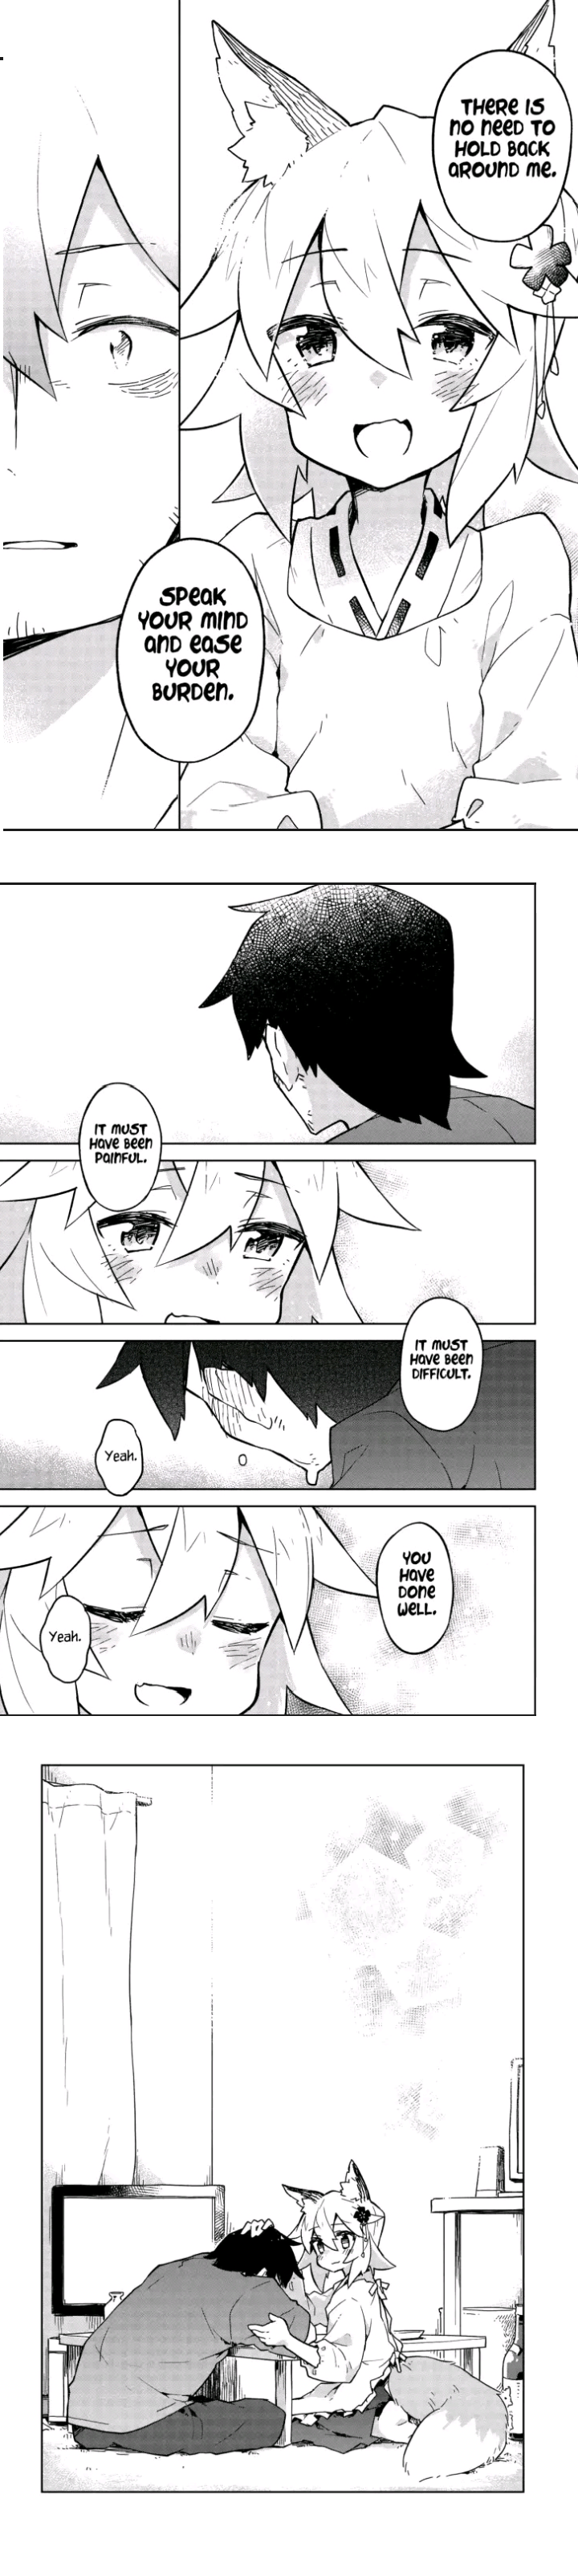 THERE IS
NO NEED TO
HOLD BACK
AROUND ME.
SPEAK
YOUR MIND
AND EASE
YOUR
BURDEN.
IT MUST
HAVE BEEN
PAINFUL.
IT MUST
HAVE BEEN
DIFFICULT.
Yeah.
YOU
HAVE
DONE
WELL.
Yeah.